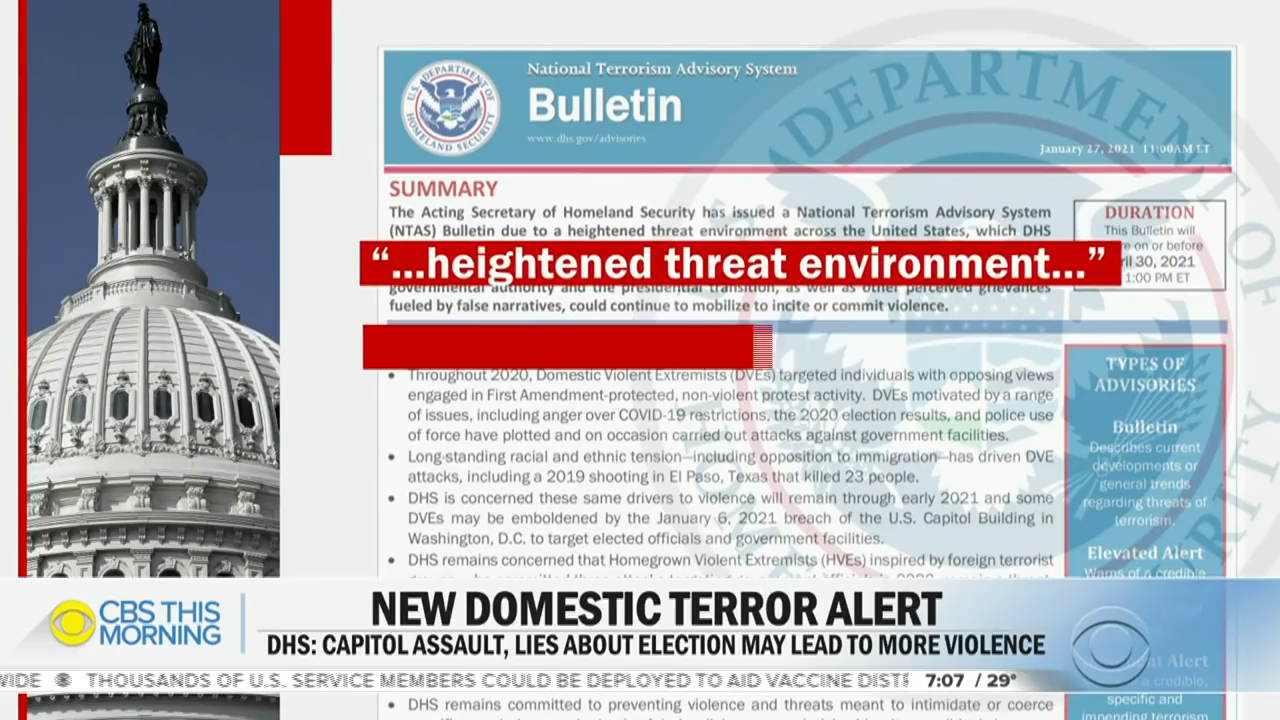 National Terrorism Advisory System
Bulletin
www.dhs.gov/advisories
January 27, 2021 11:00AM ET
U.S. DEPARTMENT OF
HOMELAND SECURITY
DEPARTMENT OF
SUMMARY
The Acting Secretary of Homeland Security has issued a National Terrorism Advisory System
(NTAS) Bulletin due to a heightened threat environment across the United States, which DHS
“...heightened threat environment...”
governmental authority and the presidential transition, as well as other perceived grievances
fueled by false narratives, could continue to mobilize to incite or commit violence.
DURATION
This Bulletin will
on or before
30, 2021
1:00 PM ET
• Throughout 2020, Domestic Violent Extremists (DVEs) targeted individuals with opposing views
engaged in First Amendment-protected, non-violent protest activity. DVEs motivated by a range
of issues, including anger over COVID-19 restrictions, the 2020 election results, and police use
of force have plotted and on occasion carried out attacks against government facilities.
• Long-standing racial and ethnic tension—including opposition to immigration—has driven DVE
attacks, including a 2019 shooting in El Paso, Texas that killed 23 people.
• DHS is concerned these same drivers to violence will remain through early 2021 and some
DVEs may be emboldened by the January 6, 2021 breach of the U.S. Capitol Building in
Washington, D.C. to target elected officials and government facilities.
• DHS remains concerned that Homegrown Violent Extremists (HVEs) inspired by foreign terrorist
TYPES OF
ADVISORIES
Bulletin
Describes current
developments or
general trends
regarding threats of
terrorism.
Elevated Alert
Warns of a credible
CBS THIS
MORNING
NEW DOMESTIC TERROR ALERT
DHS: CAPITOL ASSAULT, LIES ABOUT ELECTION MAY LEAD TO MORE VIOLENCE
WIDE THOUSANDS OF U.S. SERVICE MEMBERS COULD BE DEPLOYED TO AID VACCINE
7:07 / 29°
Alert
a credible,
specific and
impending terrorism
• DHS remains committed to preventing violence and threats meant to intimidate or coerce